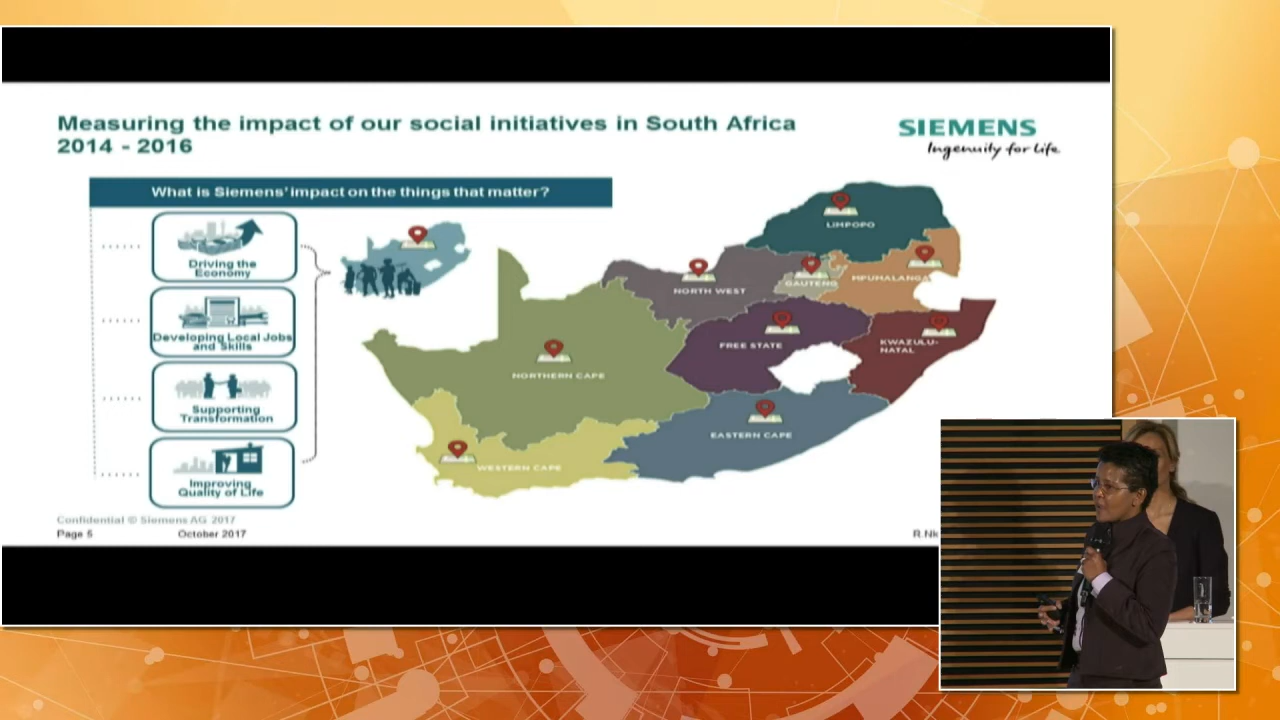 Measuring the impact of our social initiatives in South Africa
2014 - 2016
SIEMENS
Ingenuity for Life
What is Siemens' impact on the things that matter?
Driving the
Economy
Developing Local Jobs
and Skills
Supporting
Transformation
Improving
Quality of Life
LIMPOPO
NORTH WEST
GAUTENG
MPUMALANGA
FREE STATE
KWAZULU-
NATAL
NORTHERN CAPE
EASTERN CAPE
WESTERN CAPE
Confidential © Siemens AG 2017
Page 5
October 2017
R.Nk